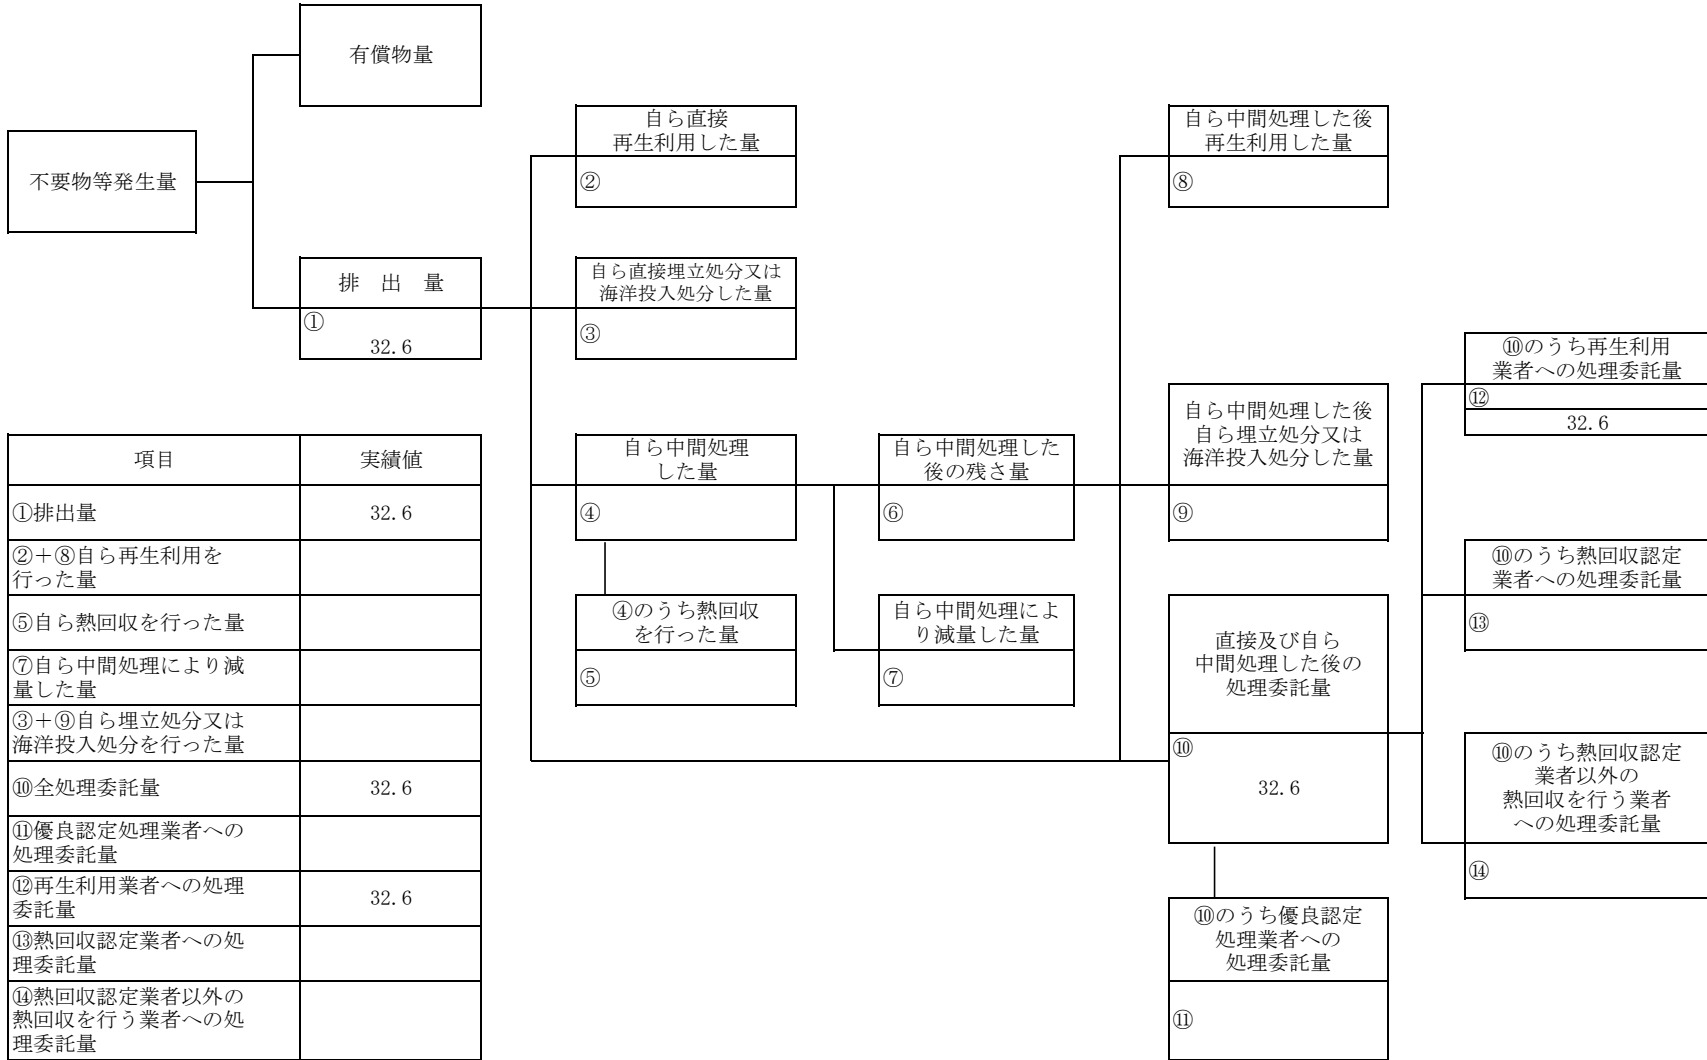 有償物量
不要物等発生量
排 出 量
①
32.6
自ら直接
再生利用した量
②
自ら直接埋立処分又は
海洋投入処分した量
③
自ら中間処理
した量
④
④のうち熱回収
を行った量
⑤
自ら中間処理した
後の残さ量
⑥
自ら中間処理によ
り減量した量
⑦
自ら中間処理した後
再生利用した量
⑧
自ら中間処理した後
自ら埋立処分又は
海洋投入処分した量
⑨
直接及び自ら
中間処理した後の
処理委託量
⑩
32.6
⑩のうち優良認定
処理業者への
処理委託量
⑪
⑩のうち再生利用
業者への処理委託量
⑫
32.6
⑩のうち熱回収認定
業者への処理委託量
⑬
⑩のうち熱回収認定
業者以外の
熱回収を行う業者
への処理委託量
⑭
項目 実績値
①排出量 32.6
②＋⑧自ら再生利用を
行った量
⑤自ら熱回収を行った量
⑦自ら中間処理により減
量した量
③＋⑨自ら埋立処分又は
海洋投入処分を行った量
⑩全処理委託量 32.6
⑪優良認定処理業者への
処理委託量
⑫再生利用業者への処理
委託量 32.6
⑬熱回収認定業者への処
理委託量
⑭熱回収認定業者以外の
熱回収を行う業者への処
理委託量